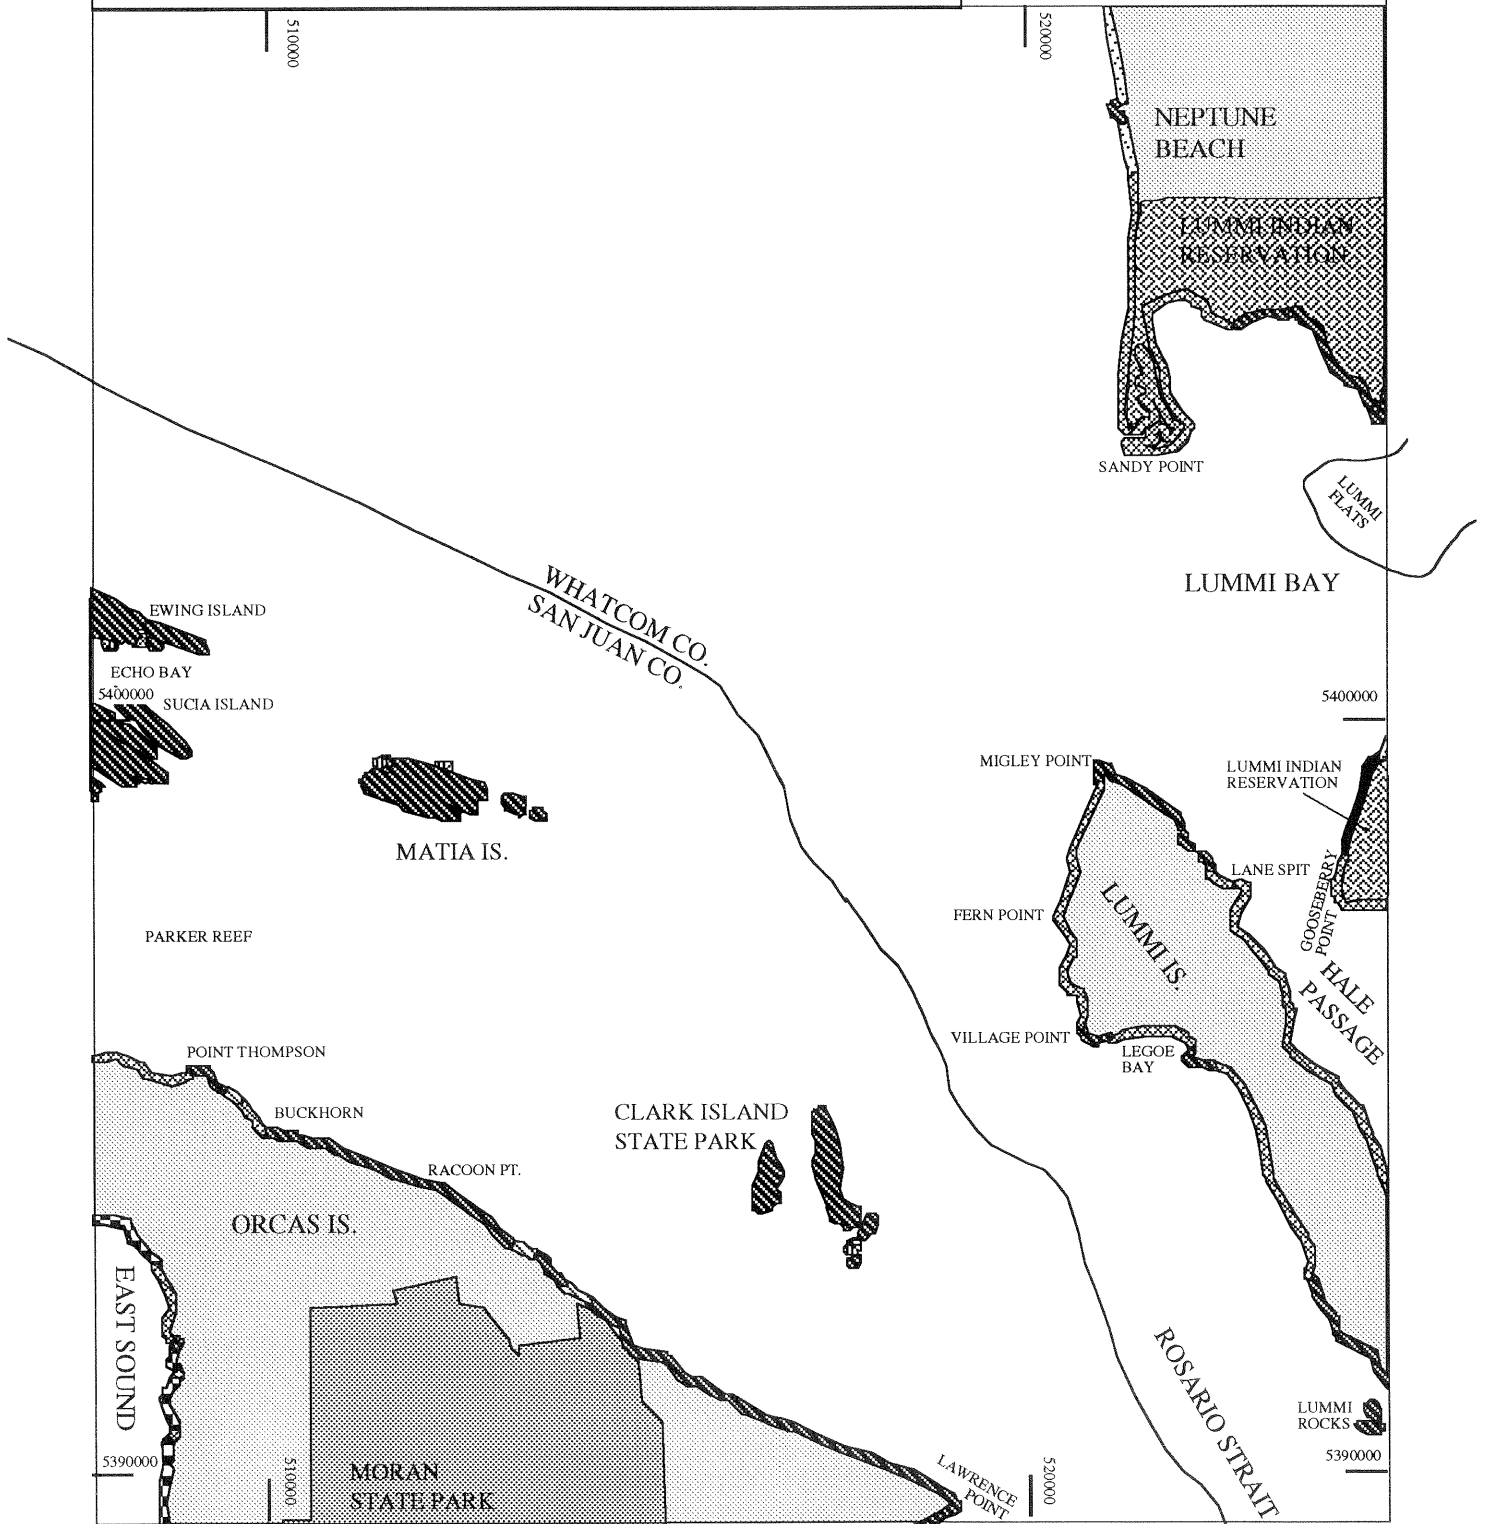 510000
520000
NEPTUNE
BEACH
LUMMI INDIAN
RESERVATION
SANDY POINT
LUMMI
FLATS
LUMMI BAY
WHATCOM CO.
SAN JUAN CO.
EWING ISLAND
ECHO BAY
5400000
SUCIA ISLAND
5400000
MIGLEY POINT
LUMMI INDIAN
RESERVATION
MATIA IS.
LANE SPIT
GOOSEBERRY
POINT
FERN POINT
LUMMI IS.
PARKER REEF
HALE
PASSAGE
VILLAGE POINT
LEGOE
BAY
POINT THOMPSON
BUCKHORN
CLARK ISLAND
STATE PARK
RACOON PT.
ORCAS IS.
EAST SOUND
ROSARIO STRAIT
LUMMI
ROCKS
5390000
5390000
MORAN
STATE PARK
LAWRENCE
POINT
510000
520000